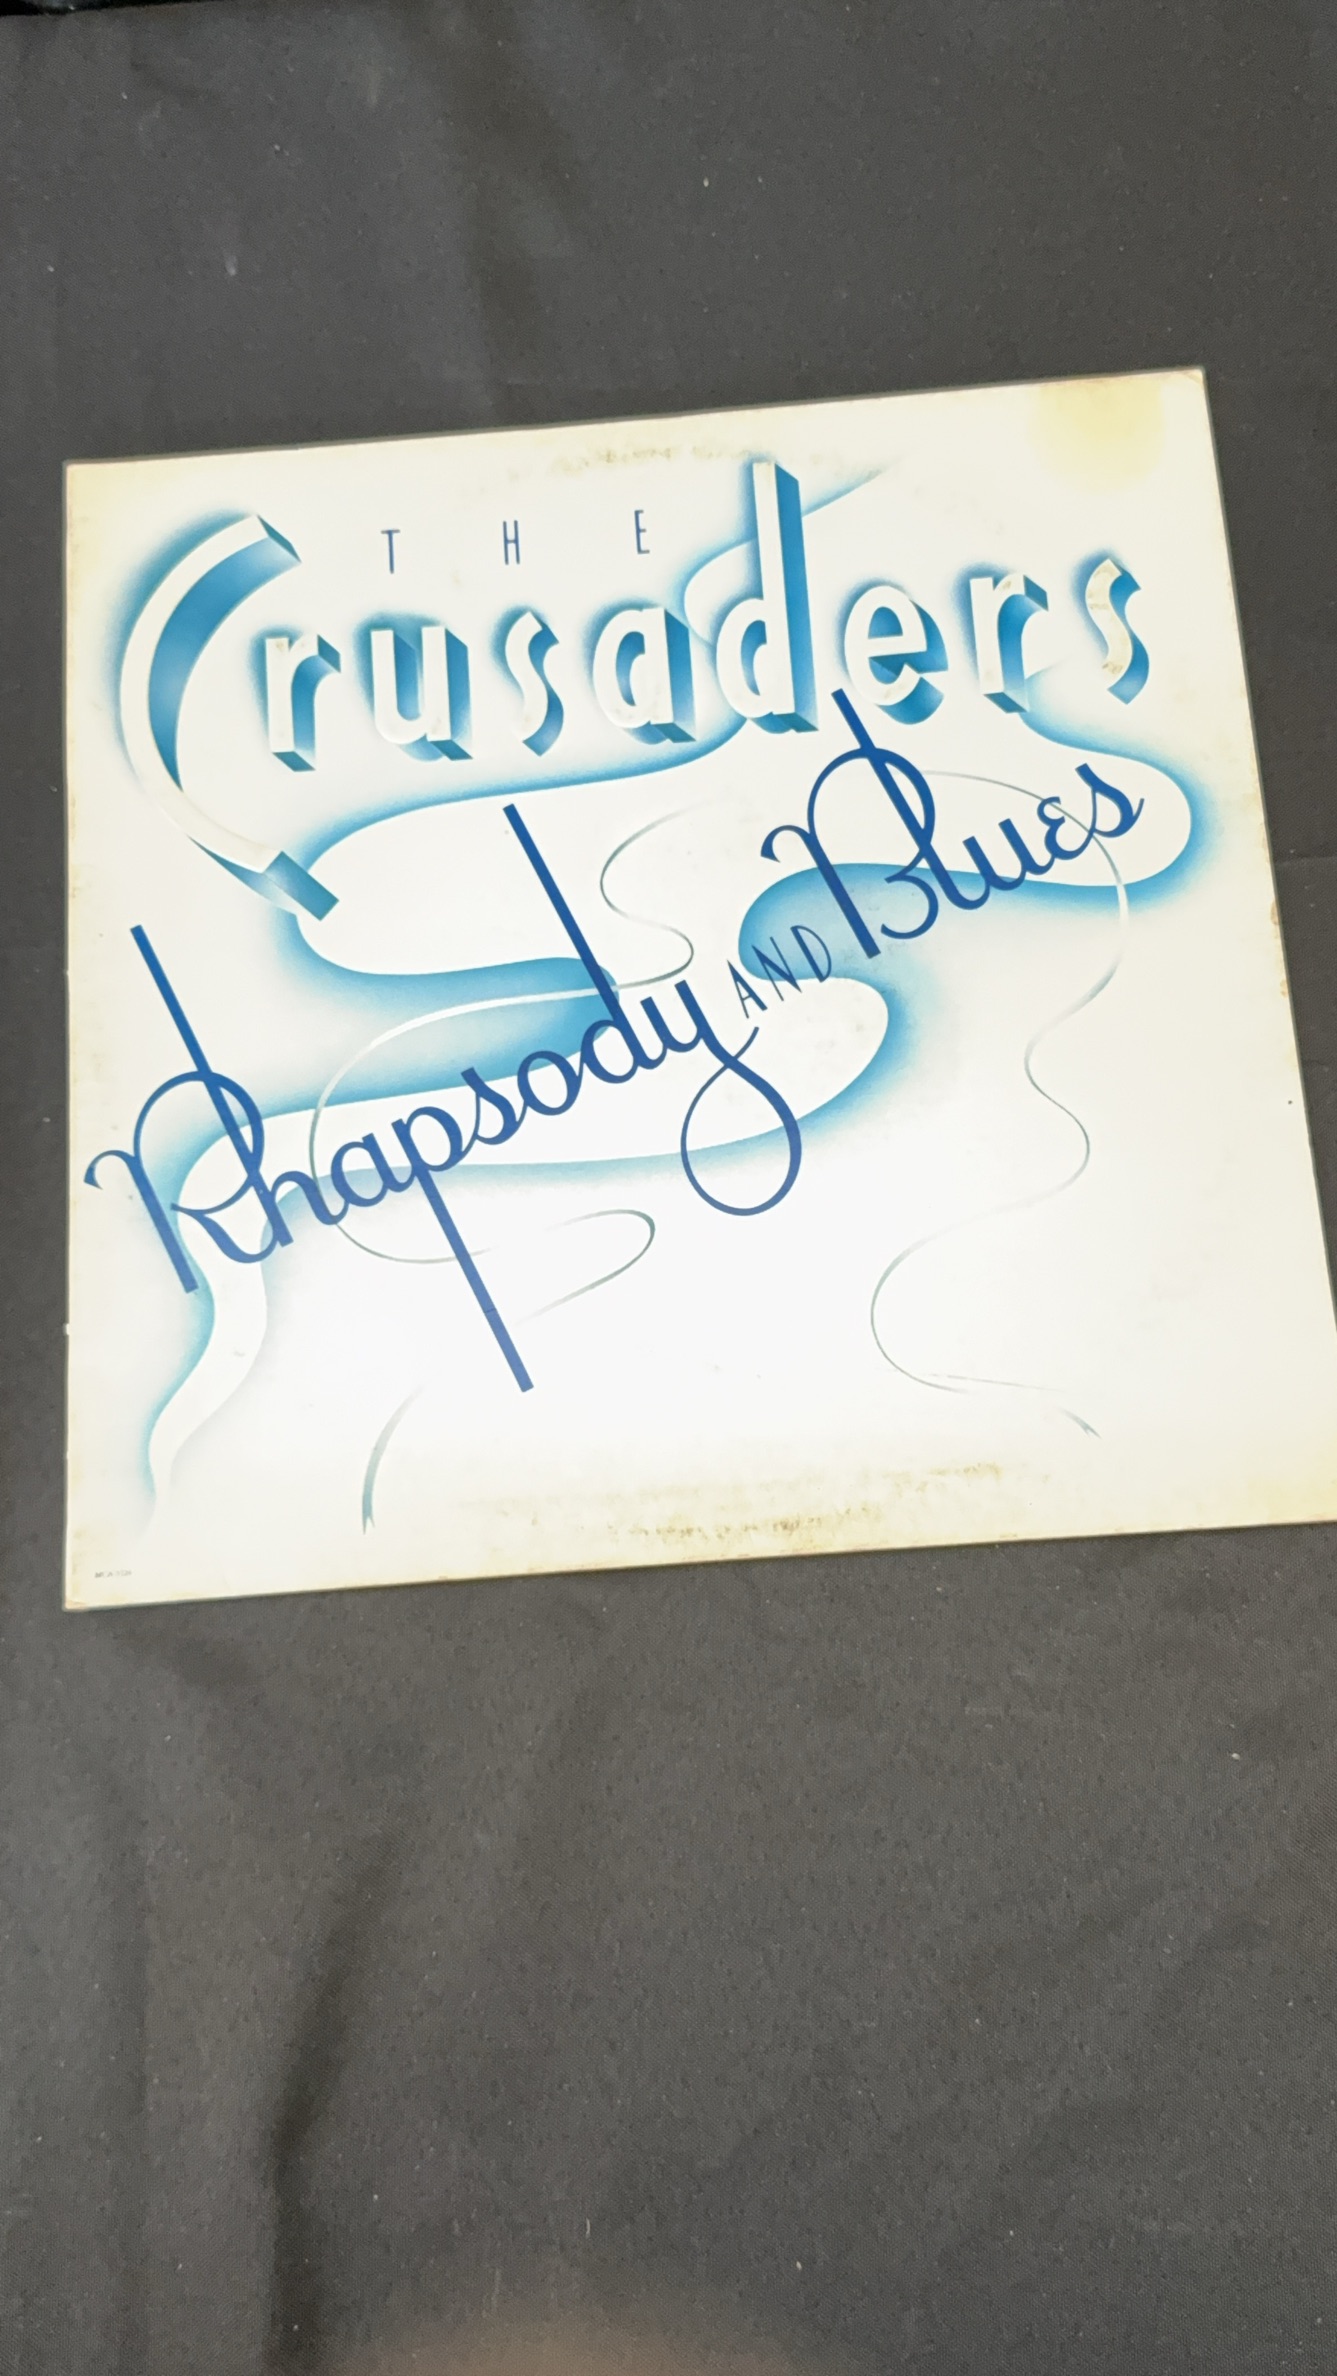 THE
Crusaders
Rhapsody AND Blues